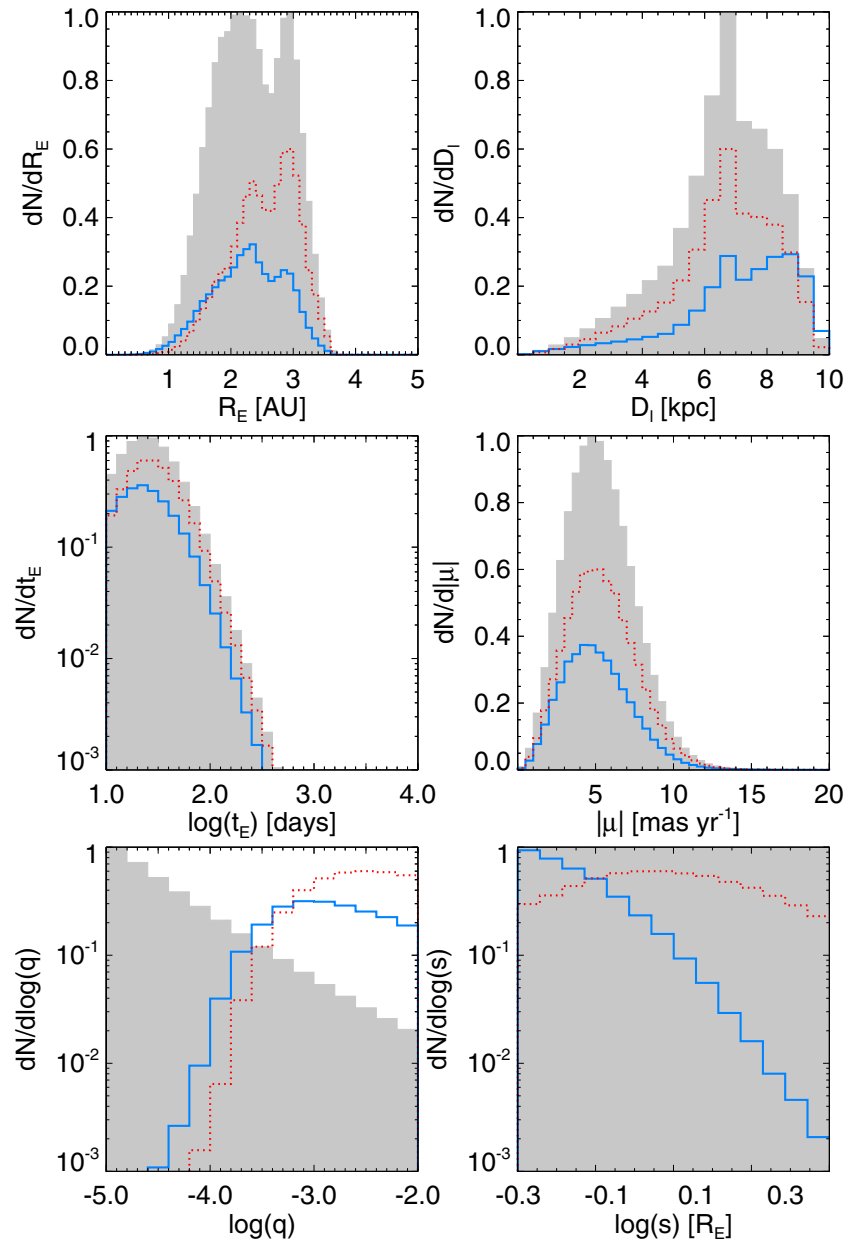 1.0
0.8
0.6
0.4
0.2
0.0
dN/dR_E
1 2 3 4 5
R_E [AU]
1.0
0.8
0.6
0.4
0.2
0.0
dN/dD_l
2 4 6 8 10
D_l [kpc]
1
10^-1
10^-2
10^-3
dN/dt_E
1.0 2.0 3.0 4.0
log(t_E) [days]
1.0
0.8
0.6
0.4
0.2
0.0
dN/d|μ|
5 10 15 20
|μ| [mas yr^-1]
1
10^-1
10^-2
10^-3
dN/dlog(q)
-5.0 -4.0 -3.0 -2.0
log(q)
1
10^-1
10^-2
10^-3
dN/dlog(s)
-0.3 -0.1 0.1 0.3
log(s) [R_E]